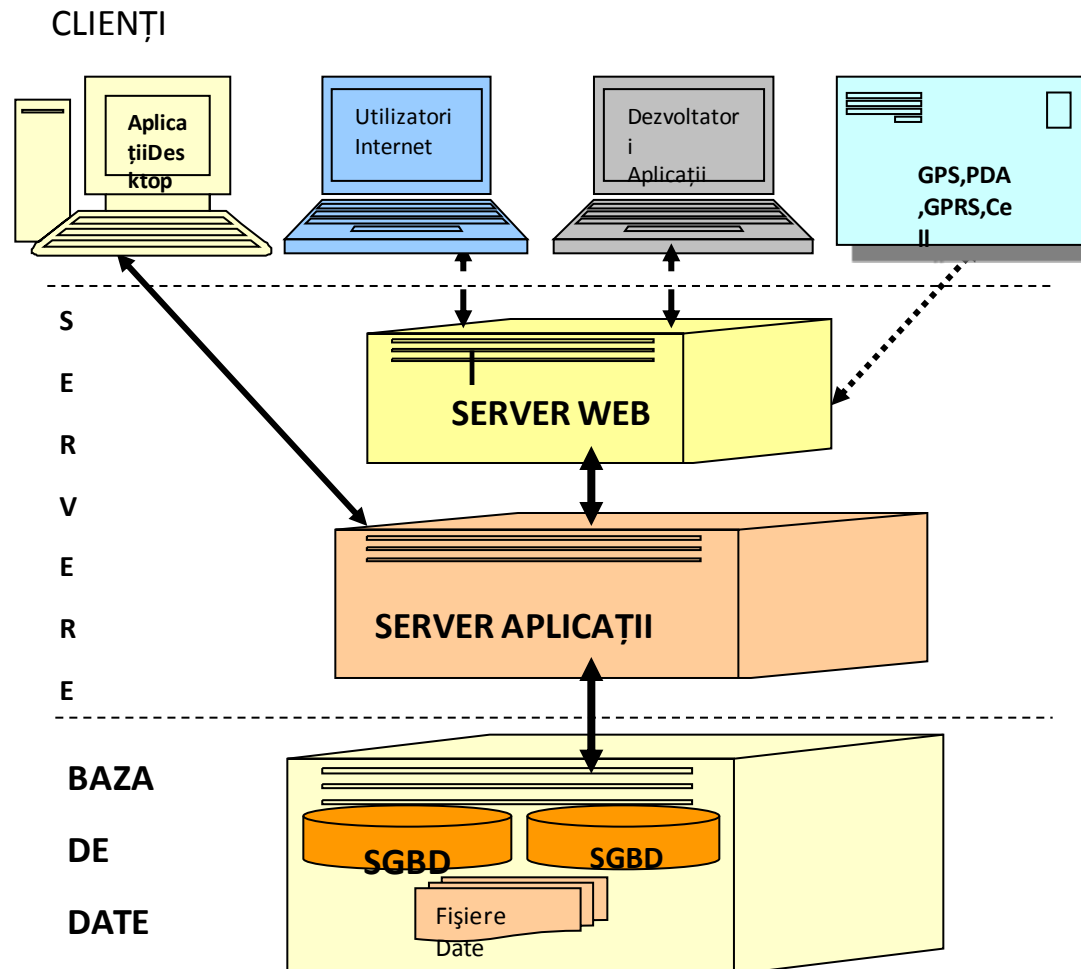 CLIENȚI
Aplica
țiiDes
ktop
Utilizatori
Internet
Dezvoltator
i
Aplicații
GPS,PDA
,GPRS,Ce
ll
S
E
R
V
E
R
E
SERVER WEB
SERVER APLICAȚII
BAZA
DE
DATE
SGBD
SGBD
Fişiere
Date